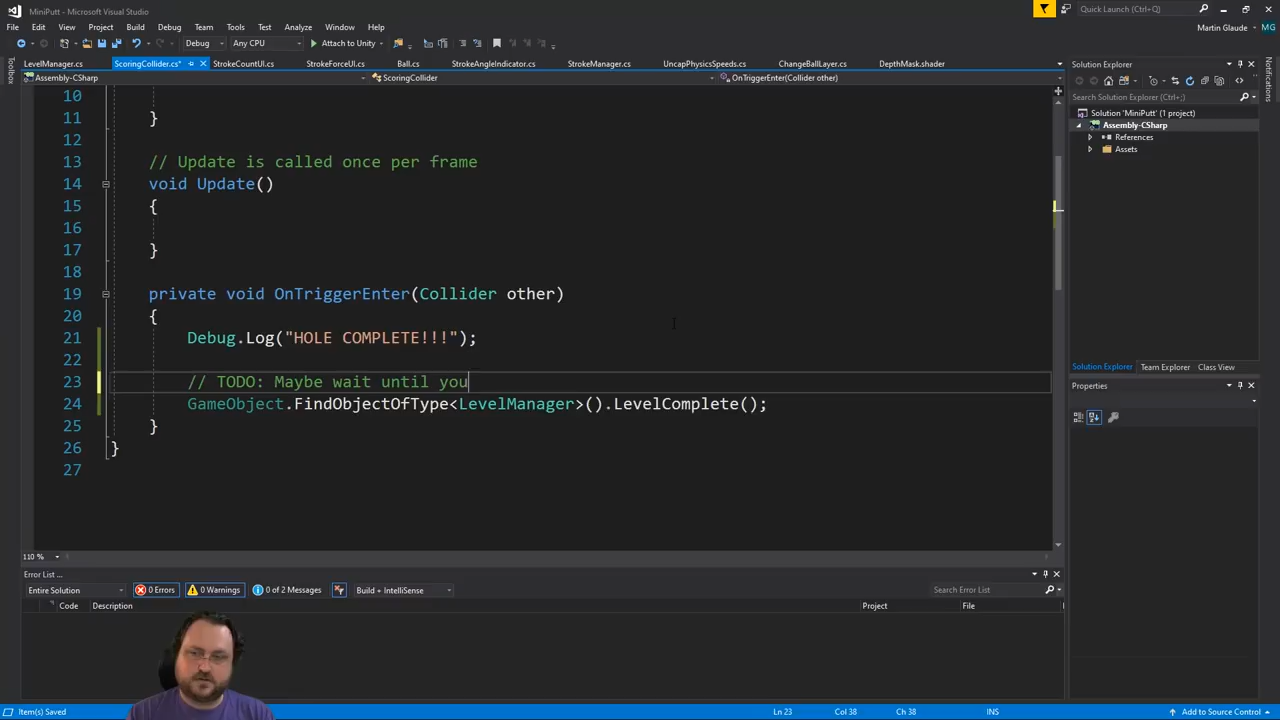 MiniPutt - Microsoft Visual Studio
Quick Launch (Ctrl+Q)
File Edit View Project Build Debug Team Tools Test Analyze Window Help
Martin Glaude MG
Debug Any CPU Attach to Unity
LevelManager.cs ScoringCollider.cs* StrokeCountUI.cs StrokeForceUI.cs Ball.cs StrokeAngleIndicator.cs StrokeManager.cs UncapPhysicsSpeeds.cs ChangeBallLayer.cs DepthMask.shader
Assembly-CSharp ScoringCollider OnTriggerEnter(Collider other)
Toolbox
10
11 }
12
13 // Update is called once per frame
14 void Update()
15 {
16
17 }
18
19 private void OnTriggerEnter(Collider other)
20 {
21 Debug.Log("HOLE COMPLETE!!!");
22
23 // TODO: Maybe wait until you
24 GameObject.FindObjectOfType<LevelManager>().LevelComplete();
25 }
26 }
27
110 %
Solution Explorer
Search Solution Explorer (Ctrl+;)
Solution 'MiniPutt' (1 project)
Assembly-CSharp
References
Assets
Notifications
Solution Explorer Team Explorer Class View
Properties
Error List ...
Entire Solution 0 Errors 0 Warnings 0 of 2 Messages Build + IntelliSense Search Error List
Code Description Project File
Item(s) Saved Ln 23 Col 38 Ch 38 INS Add to Source Control